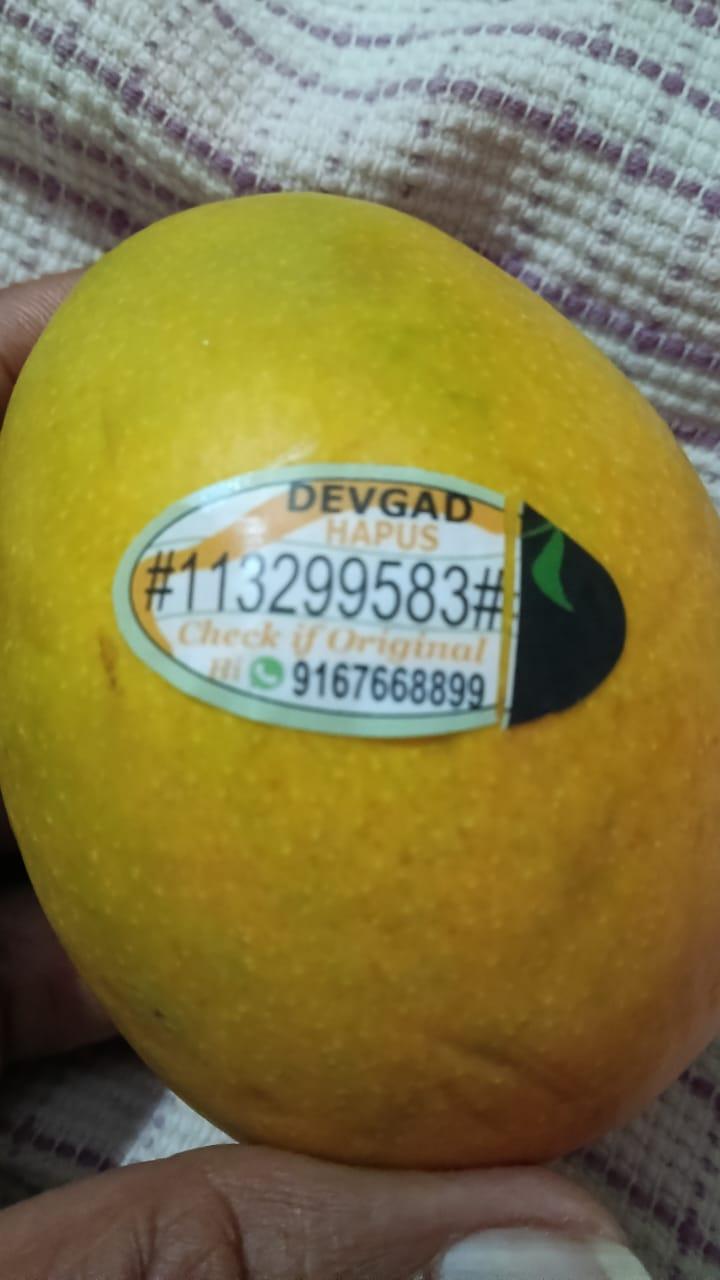 DEVGAD
HAPUS
#113299583#
Check if Original
Hi 9167668899